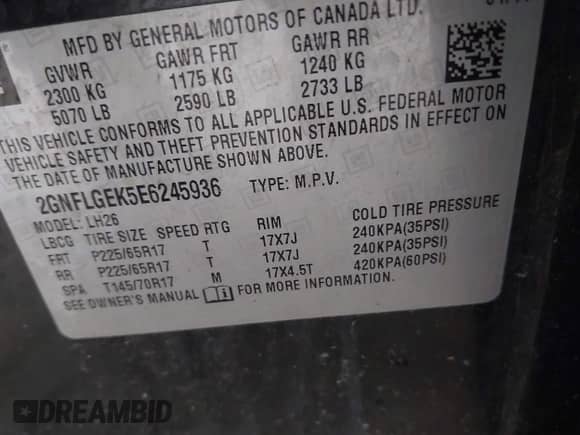 MFD BY GENERAL MOTORS OF CANADA LTD.
GVWR GAWR FRT GAWR RR
2300 KG 1175 KG 1240 KG
5070 LB 2590 LB 2733 LB
THIS VEHICLE CONFORMS TO ALL APPLICABLE U.S. FEDERAL MOTOR
VEHICLE SAFETY AND THEFT PREVENTION STANDARDS IN EFFECT ON
THE DATE OF MANUFACTURE SHOWN ABOVE.
2GNFLGEK5E6245936 TYPE: M.P.V.
MODEL: LH26
LBCG TIRE SIZE SPEED RTG RIM COLD TIRE PRESSURE
FRT P225/65R17 T 17X7J 240KPA(35PSI)
RR P225/65R17 T 17X7J 240KPA(35PSI)
SPA T145/70R17 M 17X4.5T 420KPA(60PSI)
SEE OWNER'S MANUAL FOR MORE INFORMATION.
DREAMBID